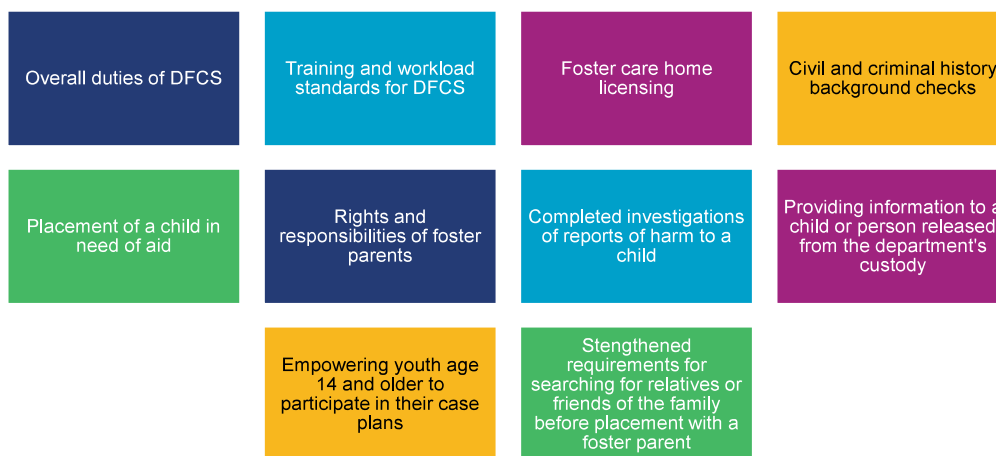 Overall duties of DFCS
Training and workload
standards for DFCS
Foster care home
licensing
Civil and criminal history
background checks
Placement of a child in
need of aid
Rights and
responsibilities of foster
parents
Completed investigations
of reports of harm to a
child
Providing information to a
child or person released
from the department's
custody
Empowering youth age
14 and older to
participate in their case
plans
Stengthened
requirements for
searching for relatives or
friends of the family
before placement with a
foster parent